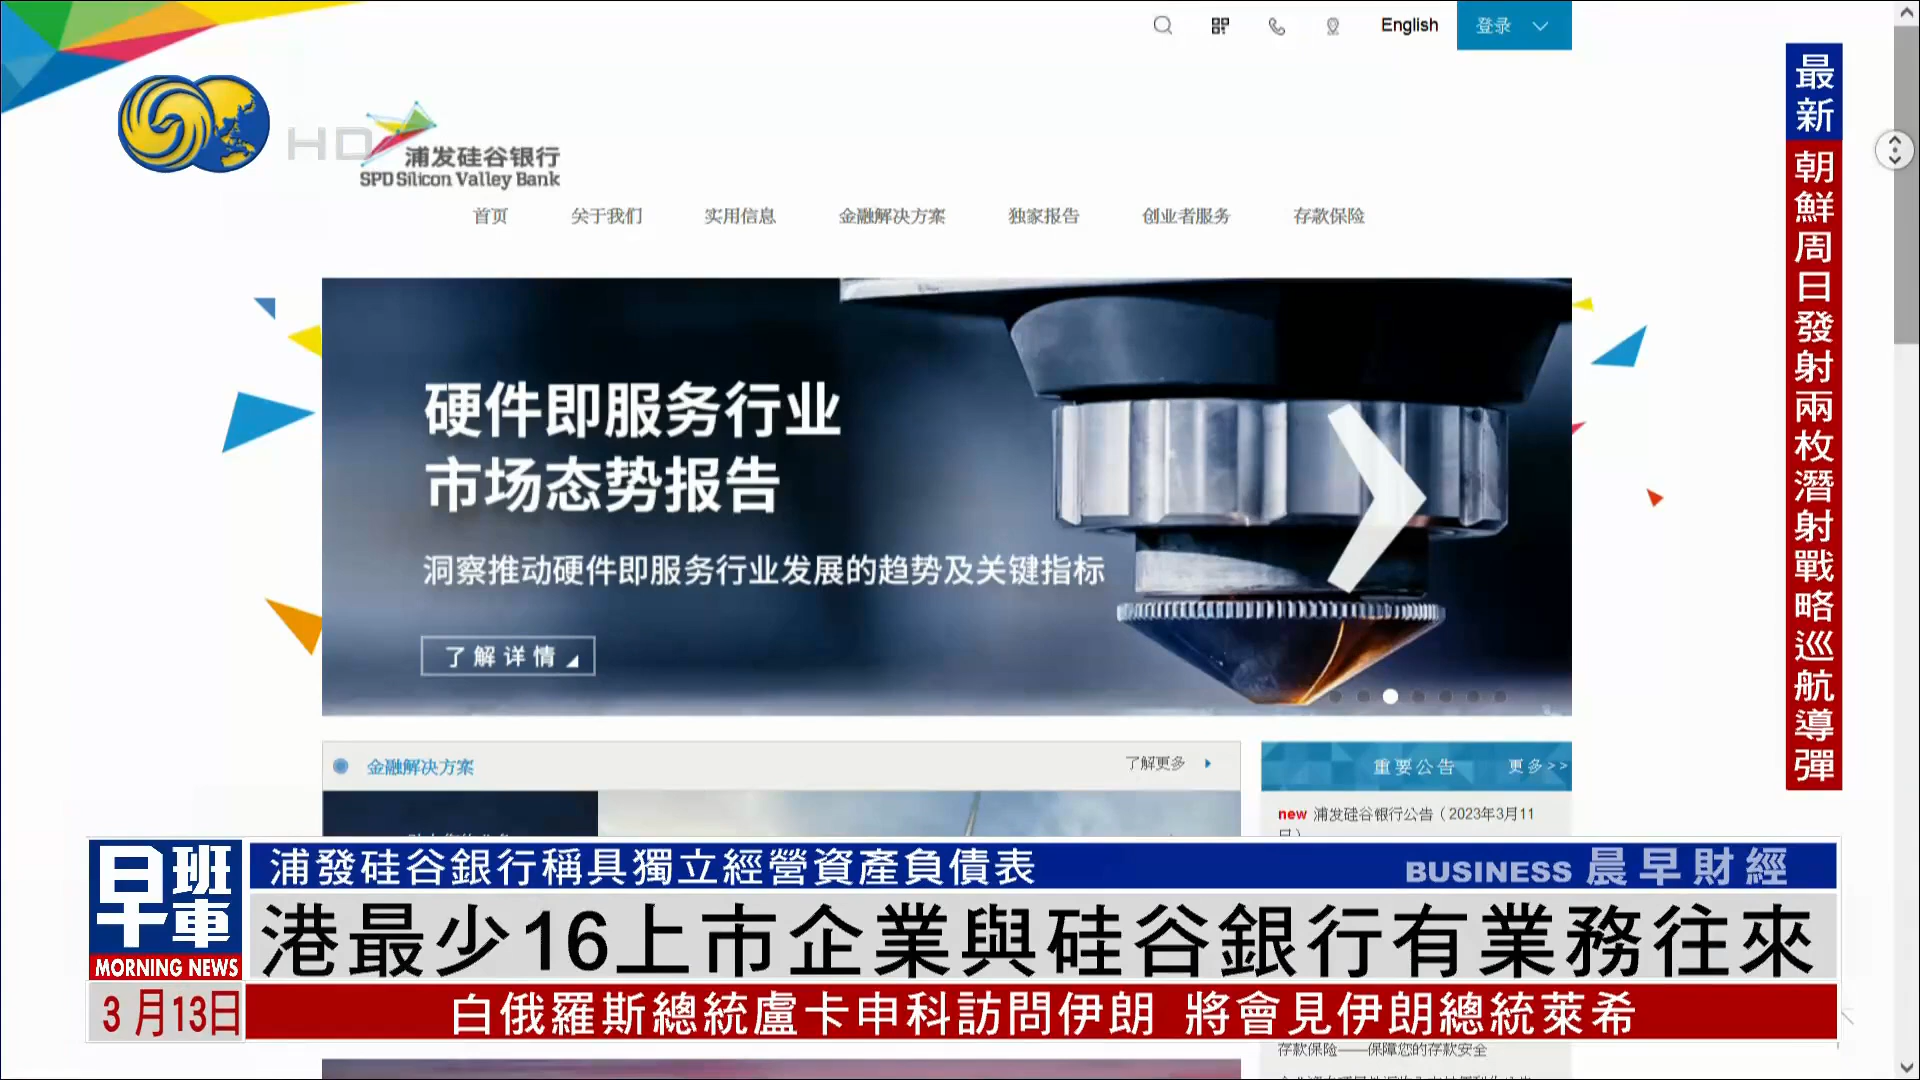 English
登录
HD
浦发硅谷银行
SPD Silicon Valley Bank
首页 关于我们 实用信息 金融解决方案 独家报告 创业者服务 存款保险
硬件即服务行业
市场态势报告
洞察推动硬件即服务行业发展的趋势及关键指标
了解详情
金融解决方案
了解更多
重要公告 更多>>
new 浦发硅谷银行公告（2023年3月11
日）
最新
朝鮮周日發射兩枚潛射戰略巡航導彈
早班車
MORNING NEWS
浦發硅谷銀行稱具獨立經營資產負債表
BUSINESS 晨早財經
港最少16上市企業與硅谷銀行有業務往來
3月13日
白俄羅斯總統盧卡申科訪問伊朗 將會見伊朗總統萊希
存款保险——保障您的存款安全